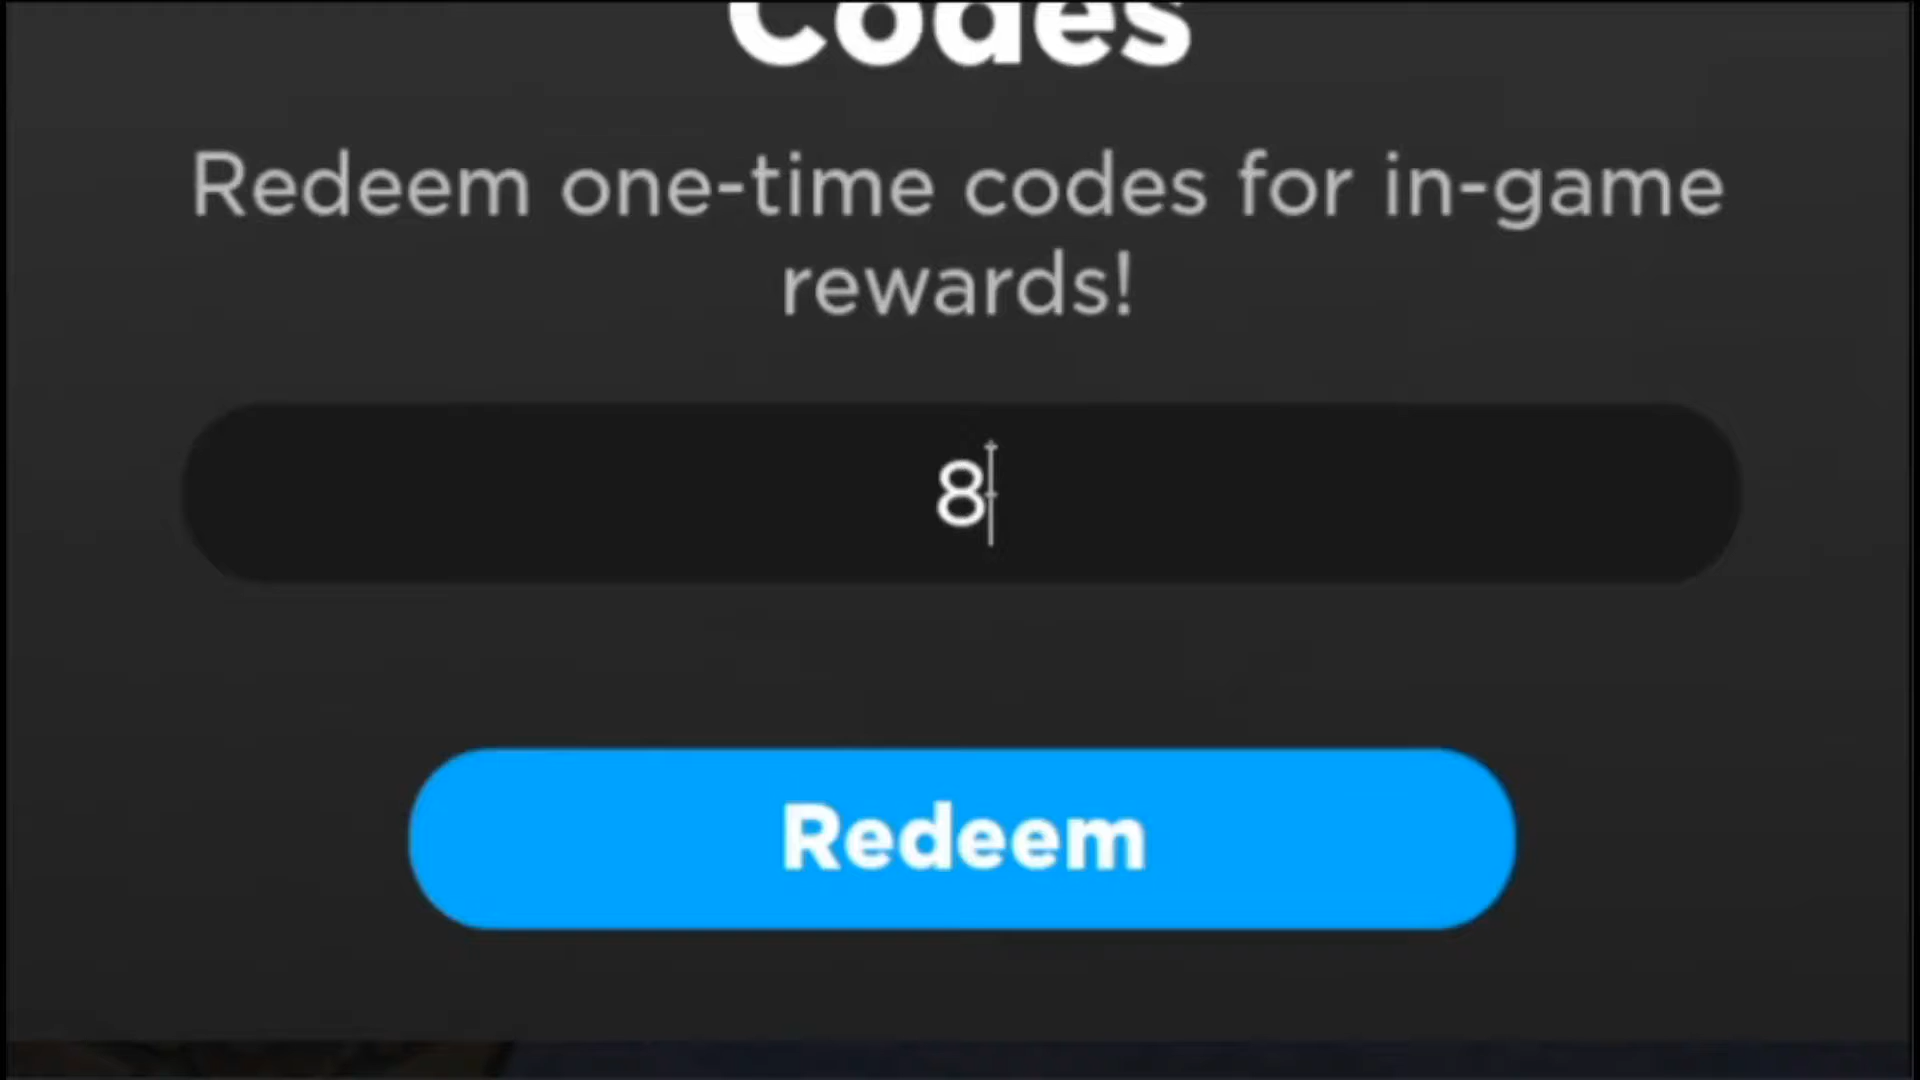 Codes
Redeem one-time codes for in-game
rewards!
8
Redeem